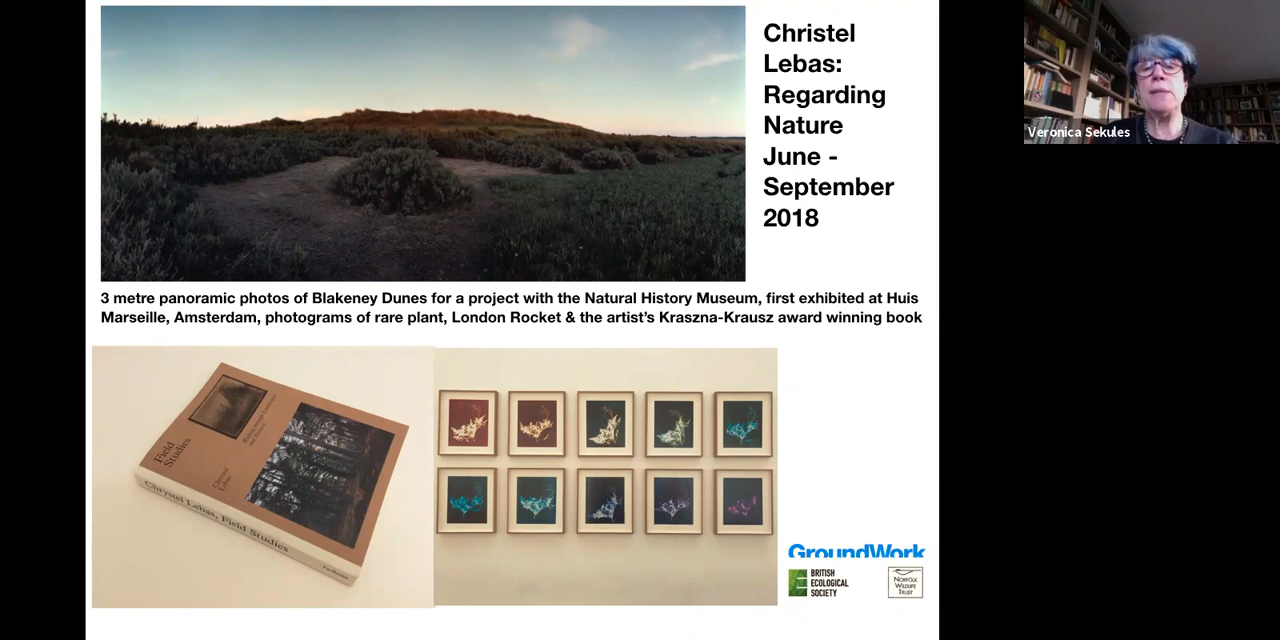 Christel
Lebas:
Regarding
Nature
June -
September
2018
Veronica Sekules
3 metre panoramic photos of Blakeney Dunes for a project with the Natural History Museum, first exhibited at Huis
Marseille, Amsterdam, photograms of rare plant, London Rocket & the artist's Kraszna-Krausz award winning book
Field
Studies
Chrystel
Lebas
Chrystel Lebas, Field Studies
GroundWork
BRITISH
ECOLOGICAL
SOCIETY
NORFOLK
WILDLIFE
TRUST